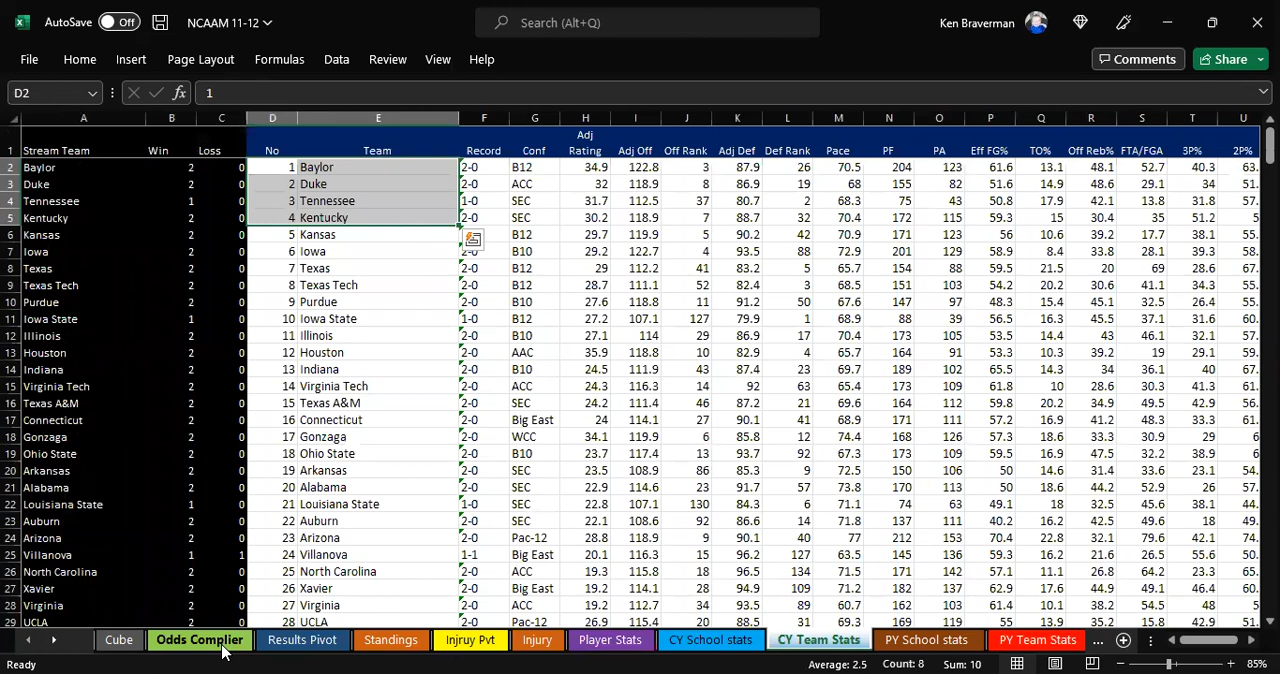 AutoSave Off NCAAM 11-12 Search (Alt+Q) Ken Braverman
File Home Insert Page Layout Formulas Data Review View Help Comments Share
D2 fx 1
A B C D E F G H I J K L M N O P Q R S T U
1 Stream Team Win Loss No Team Record Conf Adj Rating Adj Off Off Rank Adj Def Def Rank Pace PF PA Eff FG% TO% Off Reb% FTA/FGA 3P% 2P%
2 Baylor 2 0 1 Baylor 2-0 B12 34.9 122.8 3 87.9 26 70.5 204 123 61.6 13.1 48.1 52.7 40.3 63.
3 Duke 2 0 2 Duke 2-0 ACC 32 118.9 8 86.9 19 68 155 82 51.6 14.9 48.6 29.1 34 51.
4 Tennessee 1 0 3 Tennessee 1-0 SEC 31.7 112.5 37 80.7 2 68.3 75 43 50.8 17.9 42.1 13.8 31.8 57.
5 Kentucky 2 0 4 Kentucky 2-0 SEC 30.2 118.9 7 88.7 32 70.4 172 115 59.3 15 30.4 35 51.2 5
6 Kansas 2 0 5 Kansas B12 29.7 119.9 5 90.2 42 70.9 171 123 56 10.6 39.2 17.7 38.1 55.
7 Iowa 2 0 6 Iowa 2-0 B10 29.2 122.7 4 93.5 88 72.9 201 129 58.9 8.4 33.8 28.1 39.3 58.
8 Texas 2 0 7 Texas 2-0 B12 29 112.2 41 83.2 5 65.7 154 88 59.5 21.5 20 69 28.6 67.
9 Texas Tech 2 0 8 Texas Tech 2-0 B12 28.7 111.1 52 82.4 3 68.5 151 103 54.2 20.2 30.6 41.1 34.3 55.
10 Purdue 2 0 9 Purdue 2-0 B10 27.6 118.8 11 91.2 50 67.6 147 97 48.3 15.4 45.1 32.5 26.4 55.
11 Iowa State 1 0 10 Iowa State 1-0 B12 27.2 107.1 127 79.9 1 68.9 88 39 56.5 16.3 45.5 37.1 31.6 60.
12 Illinois 2 0 11 Illinois 2-0 B10 27.1 114 29 86.9 17 70.4 173 105 53.5 14.4 43 46.1 32.1 57.
13 Houston 2 0 12 Houston 2-0 AAC 35.9 118.8 10 82.9 4 65.7 164 91 53.3 10.3 39.2 19 29.1 59.
14 Indiana 2 0 13 Indiana 2-0 B10 24.5 111.9 43 87.4 23 69.7 168 102 65.5 14.3 34 36.1 40 67.
15 Virginia Tech 2 0 14 Virginia Tech 2-0 ACC 24.3 116.3 14 92 63 65.4 173 109 61.8 10 28.6 30.3 41.3 61.
16 Texas A&M 2 0 15 Texas A&M 2-0 SEC 24.2 111.4 46 87.2 21 69.6 164 112 59.8 20.2 34.9 49.5 42.9 56.
17 Connecticut 2 0 16 Connecticut 2-0 Big East 24 114.1 27 90.1 41 68.9 171 111 57.2 16.9 41.2 48.3 33.3 61.
18 Gonzaga 2 0 17 Gonzaga 2-0 WCC 34.1 119.9 6 85.8 12 74.4 168 126 57.3 18.6 33.3 30.9 29 6
19 Ohio State 2 0 18 Ohio State 2-0 B10 23.7 117.4 13 93.7 92 67.3 173 109 59.5 16.9 47.5 32.2 38.9 6
20 Arkansas 2 0 19 Arkansas 2-0 SEC 23.5 108.9 86 85.3 9 72.5 150 106 50 14.6 31.4 33.6 23.1 54.
21 Alabama 2 0 20 Alabama 2-0 SEC 22.9 114.6 23 91.7 57 73.8 170 113 50 18.6 44.2 52.9 26 57.
22 Louisiana State 1 0 21 Louisiana State 1-0 SEC 22.8 107.1 130 84.3 6 71.1 74 63 49.1 18 32.5 45.6 38.1 44.
23 Auburn 2 0 22 Auburn 2-0 SEC 22.1 108.6 92 86.6 14 71.8 137 111 40.2 16.2 42.5 49.6 18 49.
24 Arizona 2 0 23 Arizona 2-0 Pac-12 28.8 118.9 9 90.1 40 77 212 153 70.4 22.8 32.1 79.6 42.1 74.
25 Villanova 1 1 24 Villanova 1-1 Big East 20.1 116.3 15 96.2 127 63.5 145 136 59.3 16.2 21.6 26.5 55.6 50.
26 North Carolina 2 0 25 North Carolina 2-0 ACC 19.3 115.8 18 96.5 134 71.5 171 142 57.1 11.1 26.8 64.2 23.3 65.
27 Xavier 2 0 26 Xavier 2-0 Big East 19.2 114.1 28 94.9 109 71.2 182 137 62.9 17.9 48.4 49.1 46.4 60.
28 Virginia 2 0 27 Virginia 2-0 ACC 19.2 112.7 34 93.5 89 60.7 162 103 61.4 10.1 38.2 54.5 48 5
29 UCLA 2 0 28 UCLA 2-0 Pac-12 26.9 115.4 20 88.5 31 70.3 169 119 55 13.9 35.2 15.8 42.9 51.
Cube Odds Complier Results Pivot Standings Injruy Pvt Injury Player Stats CY School stats CY Team Stats PY School stats PY Team Stats ...
Ready Average: 2.5 Count: 8 Sum: 10 85%